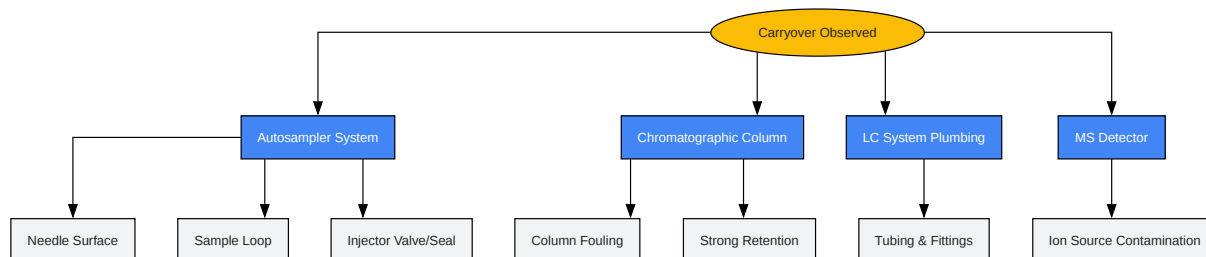 Carryover Observed
Autosampler System
Chromatographic Column
LC System Plumbing
MS Detector
Needle Surface
Sample Loop
Injector Valve/Seal
Column Fouling
Strong Retention
Tubing & Fittings
Ion Source Contamination